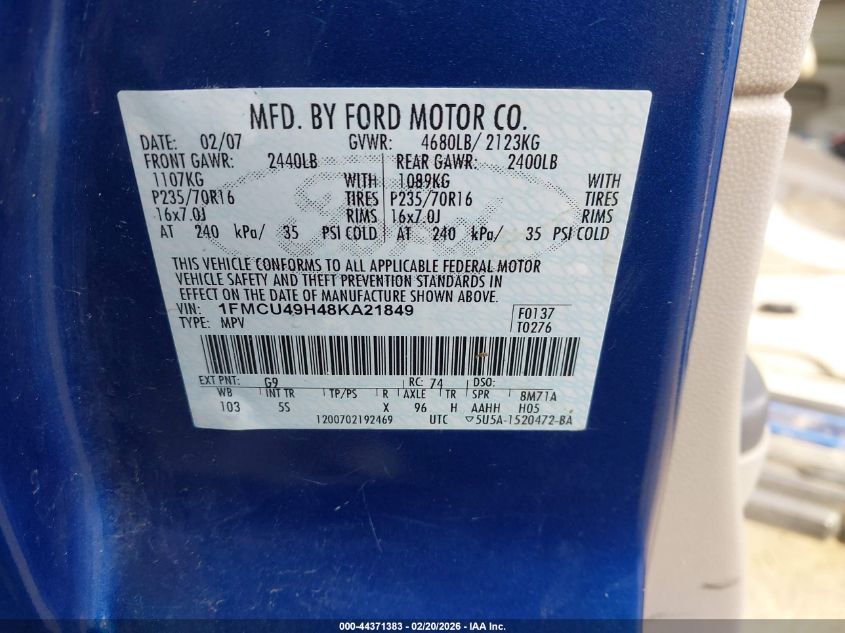 MFD. BY FORD MOTOR CO.
DATE: 02/07 GVWR: 4680LB/ 2123KG
FRONT GAWR: 2440LB REAR GAWR: 2400LB
1107KG WITH 1089KG WITH
P235/70R16 TIRES P235/70R16 TIRES
16x7.0J RIMS 16x7.0J RIMS
AT 240 kPa/ 35 PSI COLD AT 240 kPa/ 35 PSI COLD
THIS VEHICLE CONFORMS TO ALL APPLICABLE FEDERAL MOTOR
VEHICLE SAFETY AND THEFT PREVENTION STANDARDS IN
EFFECT ON THE DATE OF MANUFACTURE SHOWN ABOVE.
VIN: 1FMCU49H48KA21849 F0137
TYPE: MPV T0276
EXT PNT: G9 RC: 74 DSO:
WB INT TR TP/PS R AXLE TR SPR 8M71A
103 5S X 96 H AAHH H05
1200702192469 UTC ▽5U5A-1520472-BA
000-44371383 - 02/20/2026 - IAA Inc.